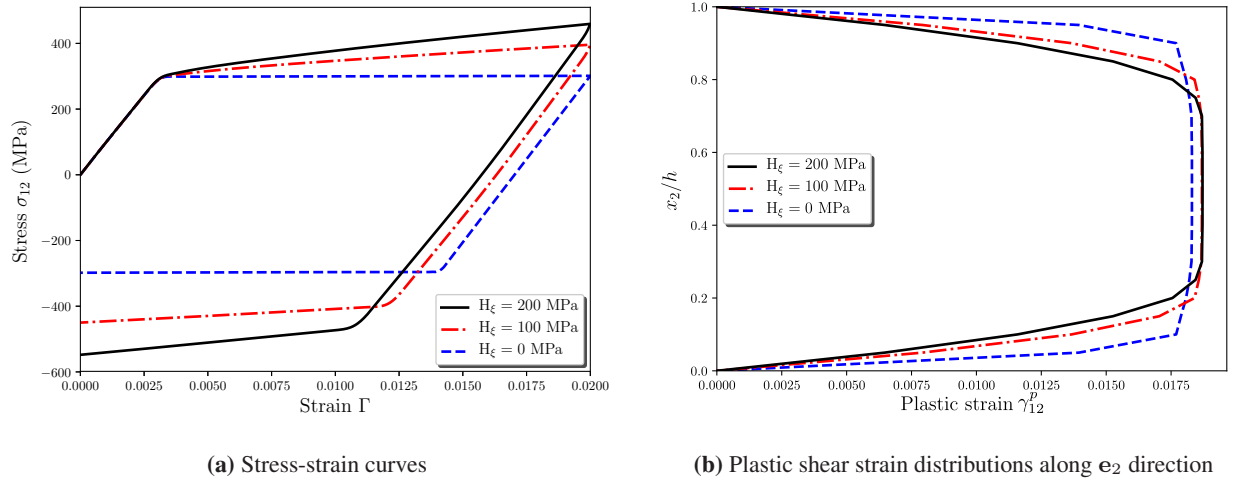 400
200
0
−200
−400
−600
0.0000 0.0025 0.0050 0.0075 0.0100 0.0125 0.0150 0.0175 0.0200
Stress σ12 (MPa)
Strain Γ
Hξ = 200 MPa
Hξ = 100 MPa
Hξ = 0 MPa
(a) Stress-strain curves
1.0
0.8
0.6
0.4
0.2
0.0
0.0000 0.0025 0.0050 0.0075 0.0100 0.0125 0.0150 0.0175
x2/h
Plastic strain γ^p_12
Hξ = 200 MPa
Hξ = 100 MPa
Hξ = 0 MPa
(b) Plastic shear strain distributions along e2 direction